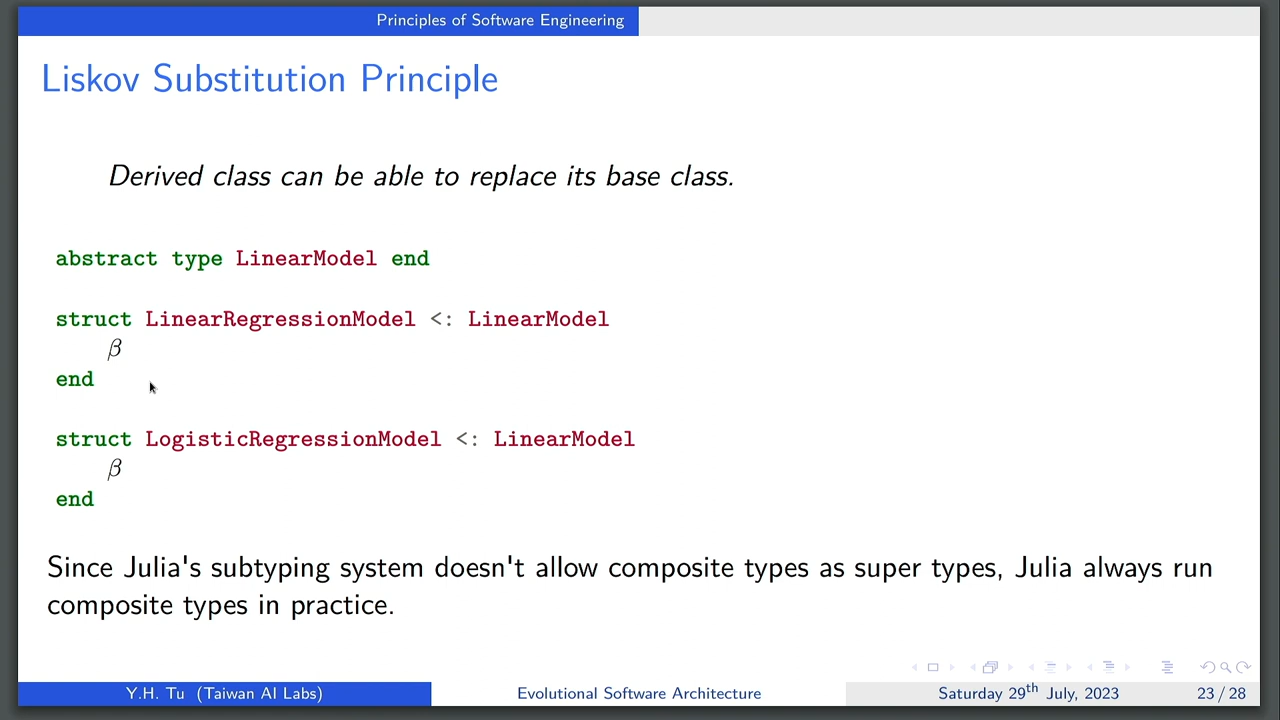 Principles of Software Engineering
Liskov Substitution Principle
Derived class can be able to replace its base class.
abstract type LinearModel end
struct LinearRegressionModel <: LinearModel
β
end
struct LogisticRegressionModel <: LinearModel
β
end
Since Julia's subtyping system doesn't allow composite types as super types, Julia always run
composite types in practice.
Y.H. Tu (Taiwan AI Labs)
Evolutional Software Architecture
Saturday 29th July, 2023
23 / 28